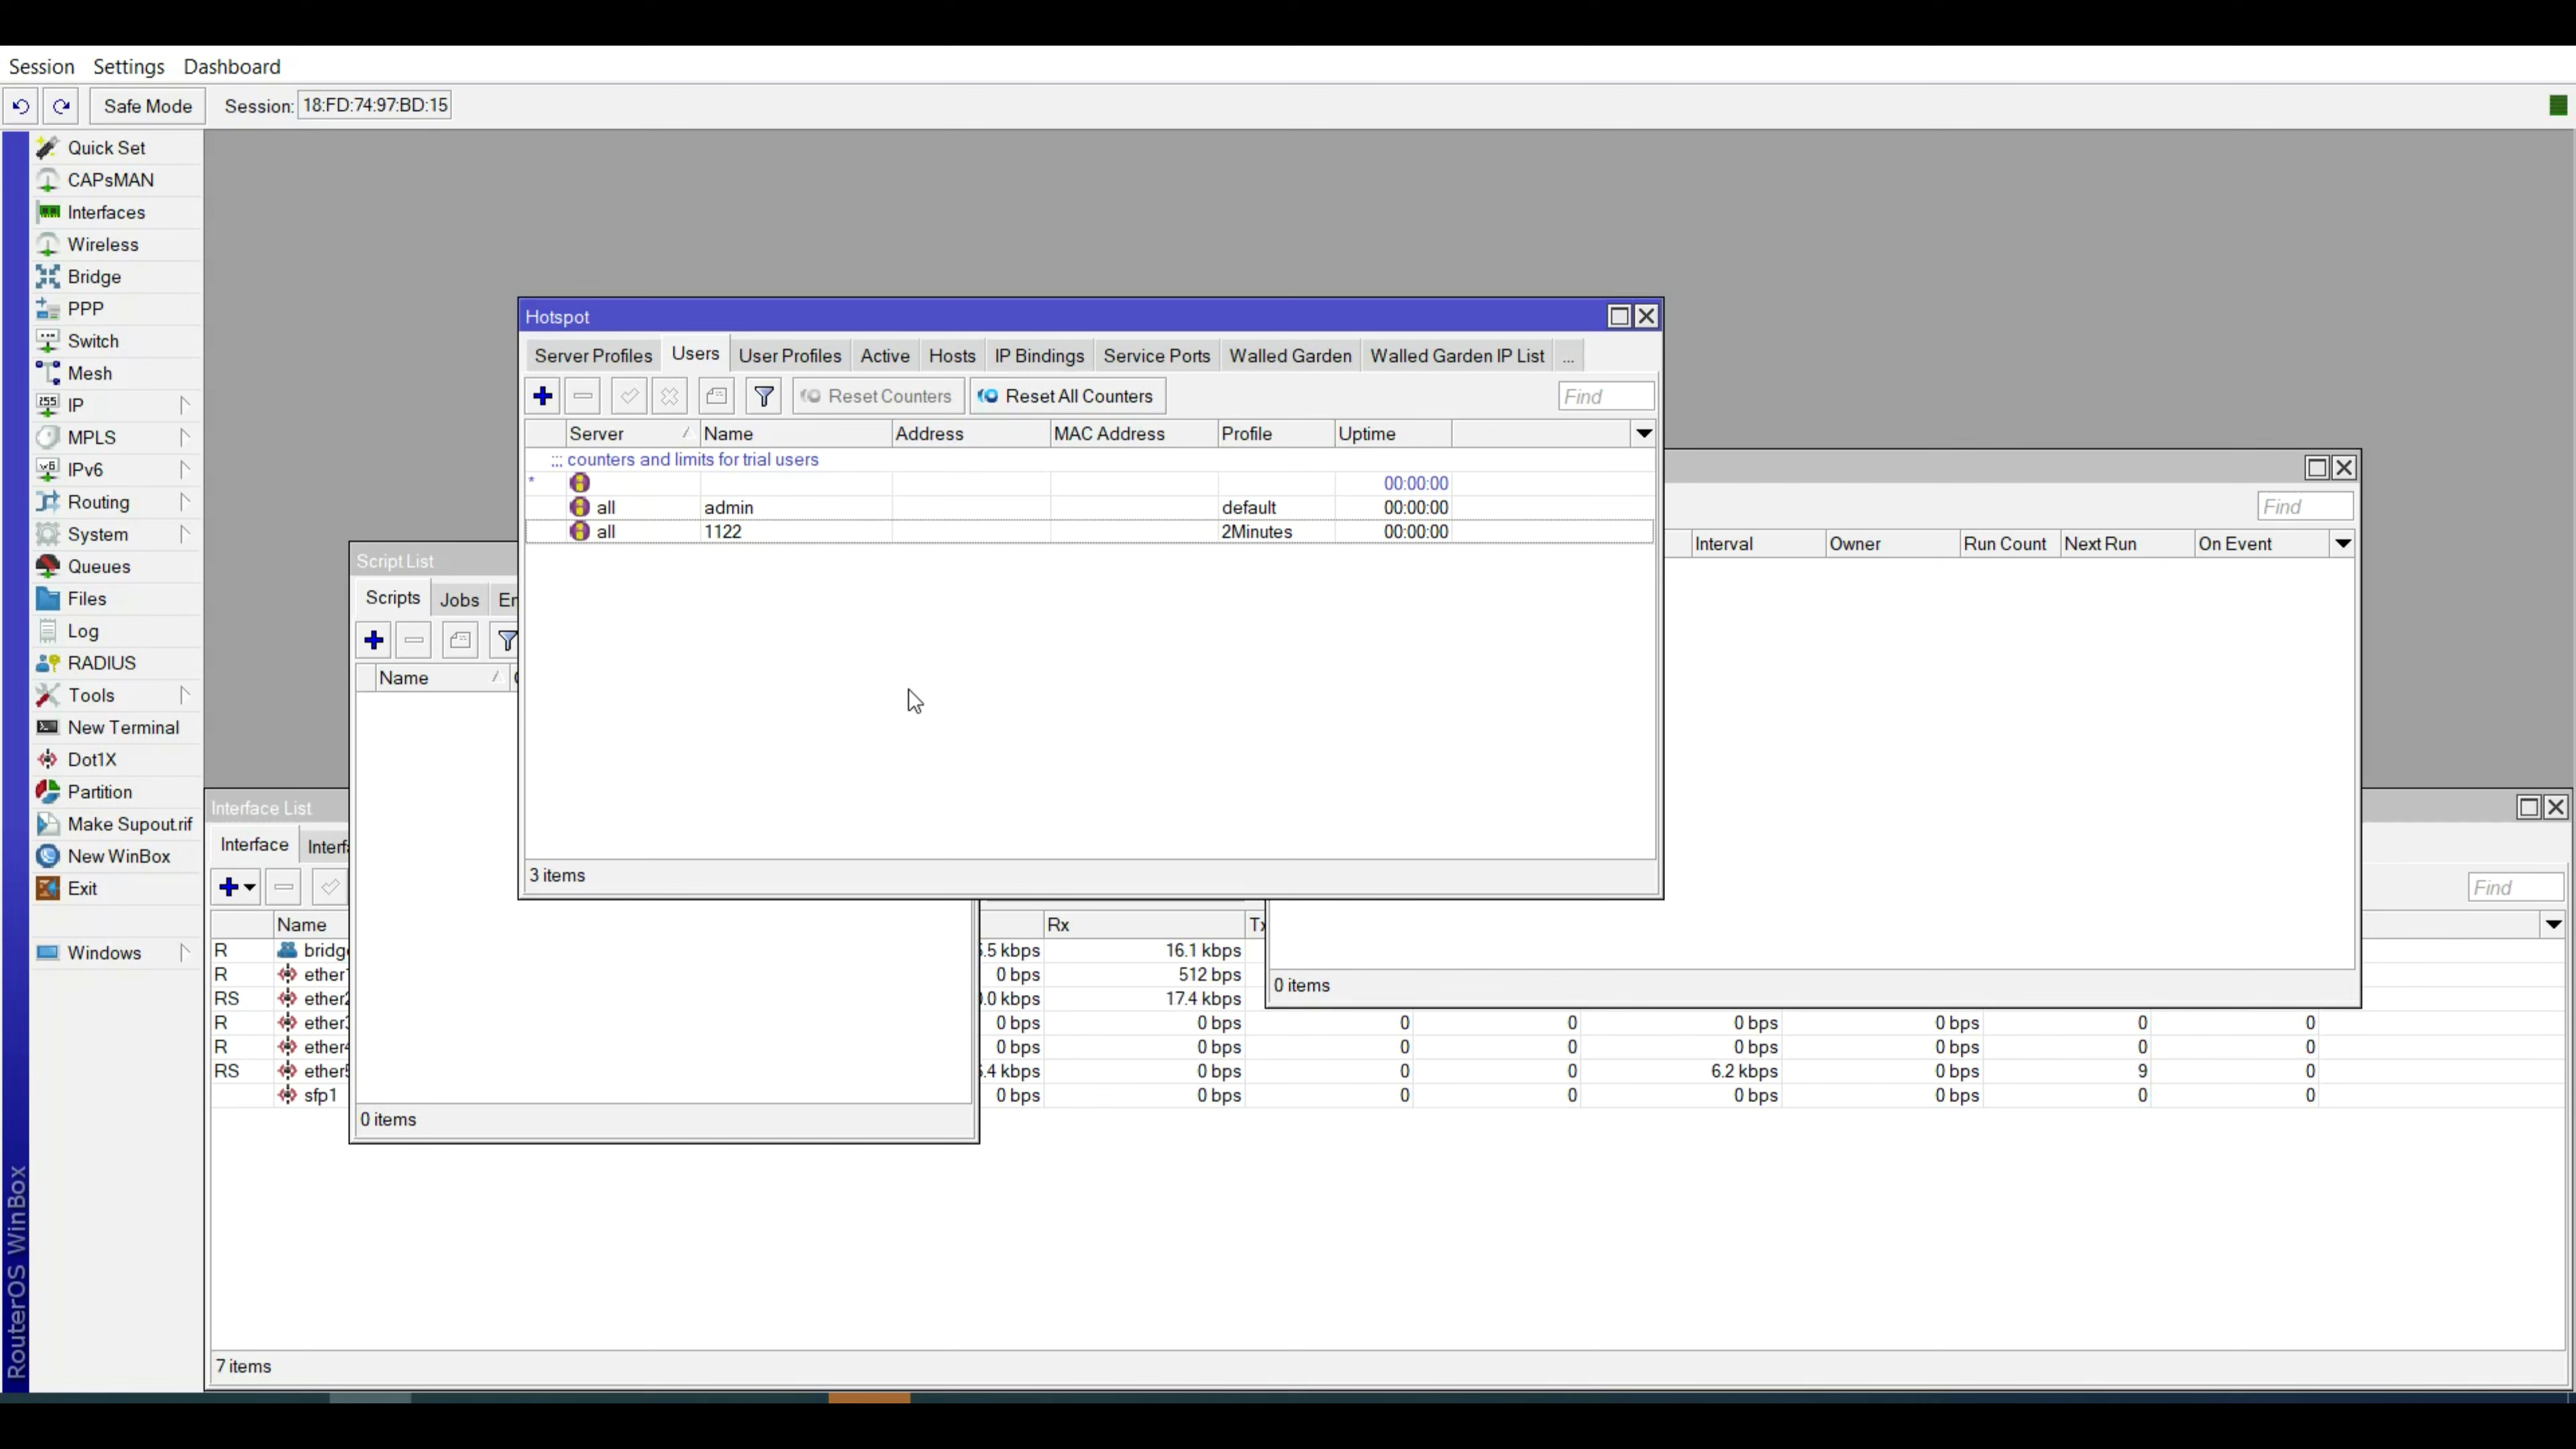 Session Settings Dashboard
Safe Mode Session: 18:FD:74:97:BD:15
Quick Set
CAPsMAN
Interfaces
Wireless
Bridge
PPP
Switch
Mesh
IP
MPLS
IPv6
Routing
System
Queues
Files
Log
RADIUS
Tools
New Terminal
Dot1X
Partition
Make Supout.rif
New WinBox
Exit
Windows
RouterOS WinBox
Hotspot
Server Profiles Users User Profiles Active Hosts IP Bindings Service Ports Walled Garden Walled Garden IP List ...
Reset Counters Reset All Counters Find
Server Name Address MAC Address Profile Uptime
::: counters and limits for trial users
* 00:00:00
all admin default 00:00:00
all 1122 2Minutes 00:00:00
3 items
Find
Interval Owner Run Count Next Run On Event
0 items
Script List
Scripts Jobs
Name
0 items
Interface List
Interface
Find
Name Rx
R 16.1 kbps
R 0 bps 512 bps
RS 17.4 kbps
R 0 bps 0 bps 0 0 0 bps 0 bps 0 0
R 0 bps 0 bps 0 0 0 bps 0 bps 0 0
RS 0 bps 0 0 6.2 kbps 0 bps 9 0
sfp1 0 bps 0 bps 0 0 0 bps 0 bps 0 0
7 items